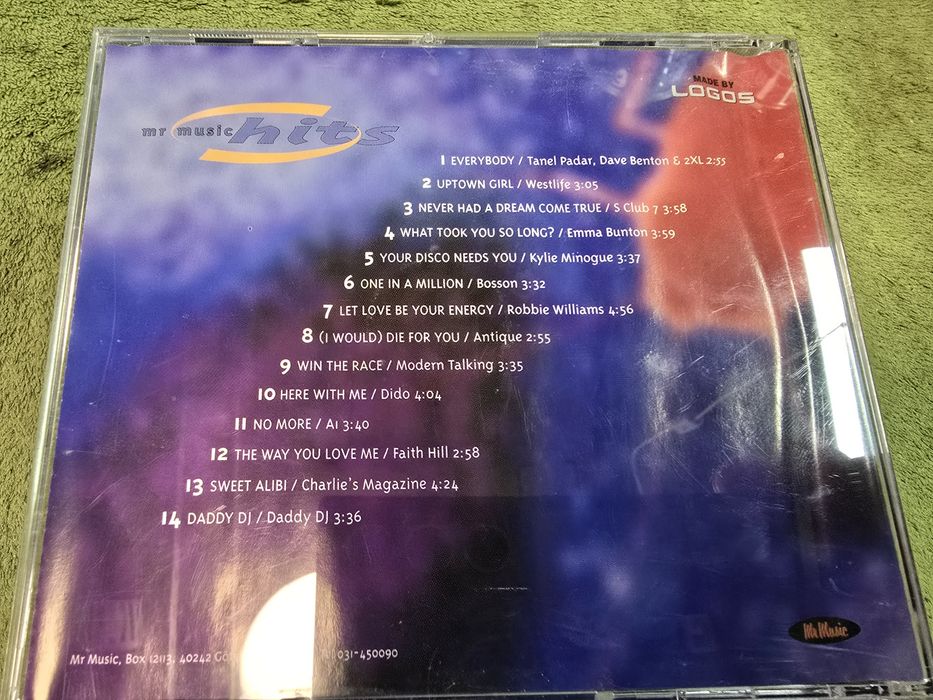 MADE BY
LOGOS
mr music hits
1 EVERYBODY / Tanel Padar, Dave Benton & 2XL 2:55
2 UPTOWN GIRL / Westlife 3:05
3 NEVER HAD A DREAM COME TRUE / S Club 7 3:58
4 WHAT TOOK YOU SO LONG? / Emma Bunton 3:59
5 YOUR DISCO NEEDS YOU / Kylie Minogue 3:37
6 ONE IN A MILLION / Bosson 3:32
7 LET LOVE BE YOUR ENERGY / Robbie Williams 4:56
8 (I WOULD) DIE FOR YOU / Antique 2:55
9 WIN THE RACE / Modern Talking 3:35
10 HERE WITH ME / Dido 4:04
11 NO MORE / A1 3:40
12 THE WAY YOU LOVE ME / Faith Hill 2:58
13 SWEET ALIBI / Charlie's Magazine 4:24
14 DADDY DJ / Daddy DJ 3:36
Mr Music
Mr Music, Box 12113, 40242 031-450090